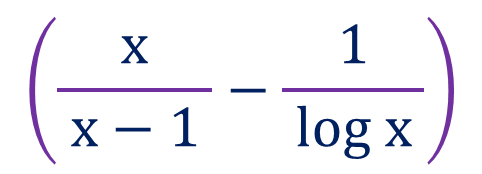 (x/(x − 1) − 1/log x)